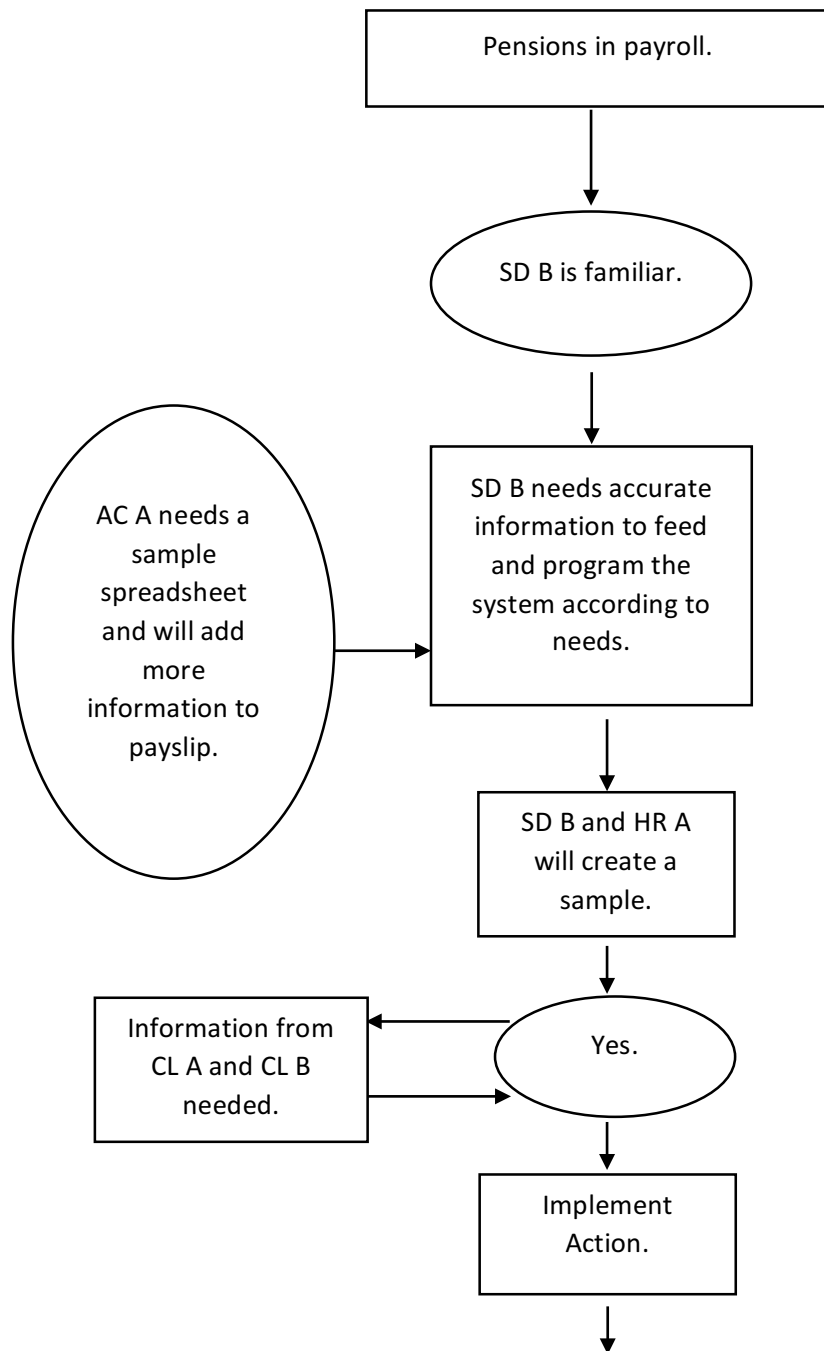 Pensions in payroll.
SD B is familiar.
AC A needs a
sample
spreadsheet
and will add
more
information to
payslip.
SD B needs accurate
information to feed
and program the
system according to
needs.
SD B and HR A
will create a
sample.
Information from
CL A and CL B
needed.
Yes.
Implement
Action.